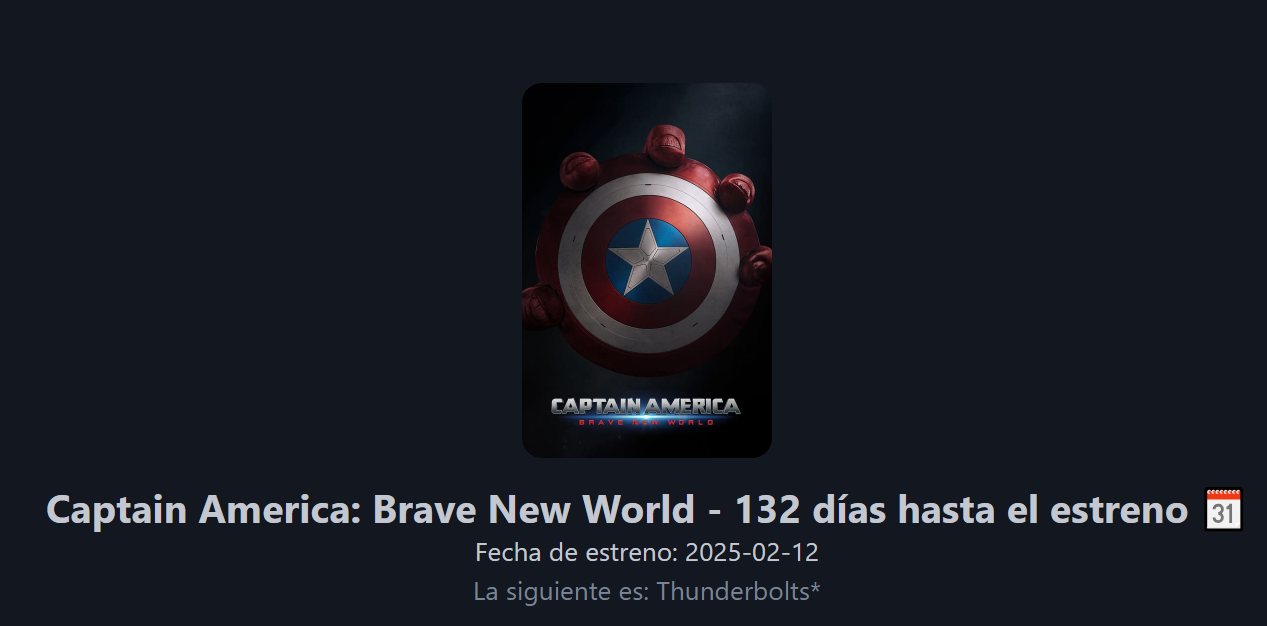 CAPTAIN AMERICA
BRAVE NEW WORLD
Captain America: Brave New World - 132 días hasta el estreno 31
Fecha de estreno: 2025-02-12
La siguiente es: Thunderbolts*